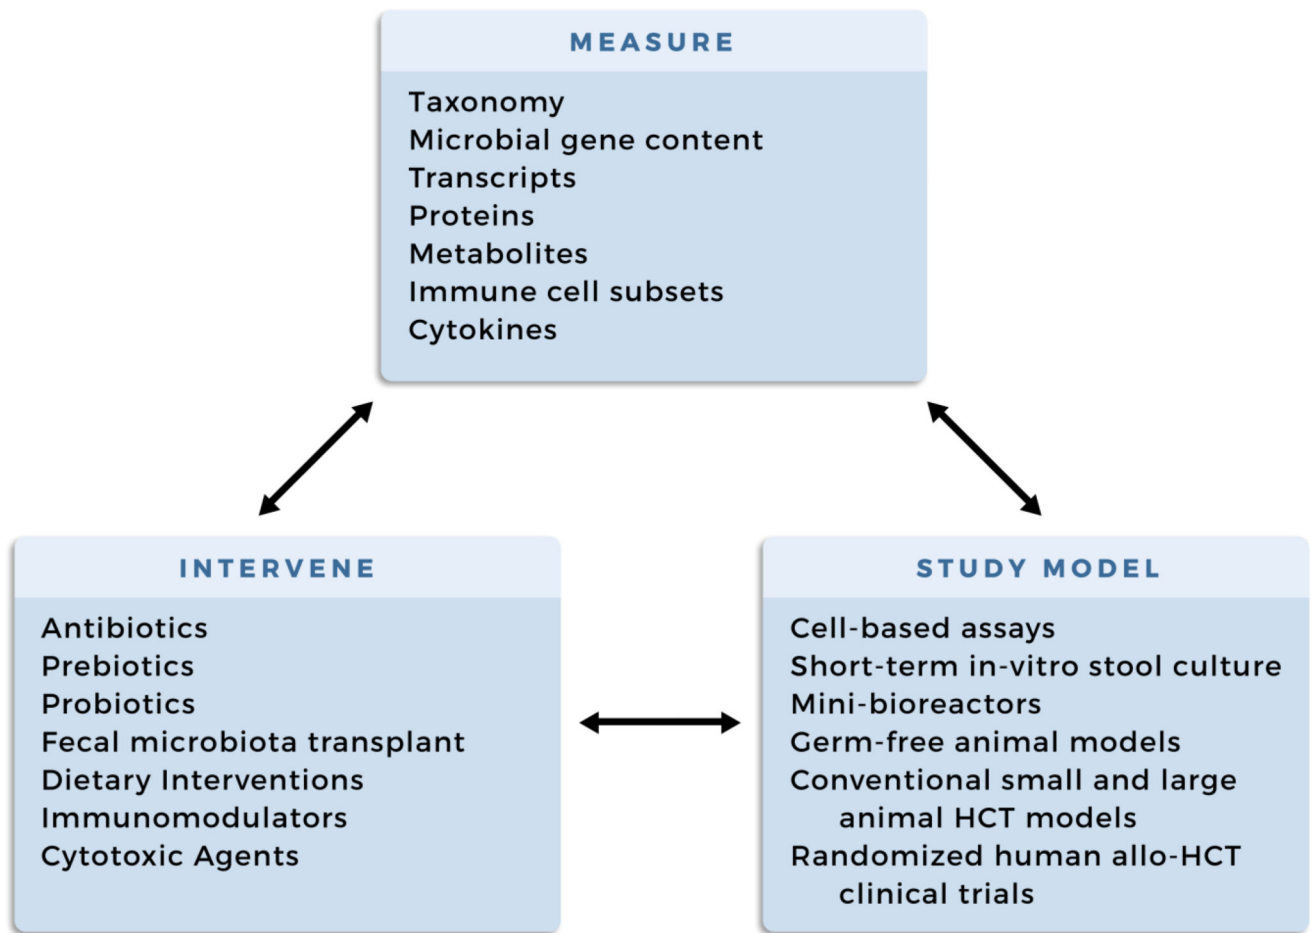 MEASURE
Taxonomy
Microbial gene content
Transcripts
Proteins
Metabolites
Immune cell subsets
Cytokines
INTERVENE
Antibiotics
Prebiotics
Probiotics
Fecal microbiota transplant
Dietary Interventions
Immunomodulators
Cytotoxic Agents
STUDY MODEL
Cell-based assays
Short-term in-vitro stool culture
Mini-bioreactors
Germ-free animal models
Conventional small and large
animal HCT models
Randomized human allo-HCT
clinical trials